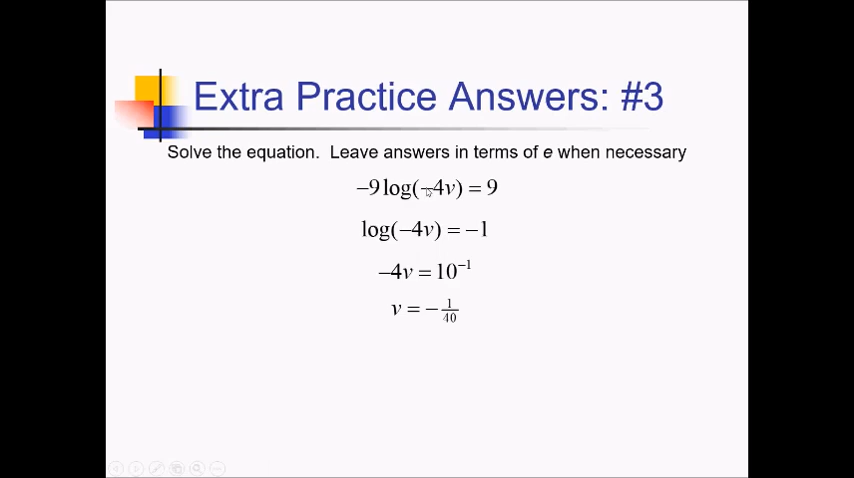 Extra Practice Answers: #3
Solve the equation.  Leave answers in terms of e when necessary
−9 log(−4v) = 9
log(−4v) = −1
−4v = 10⁻¹
v = −1/40